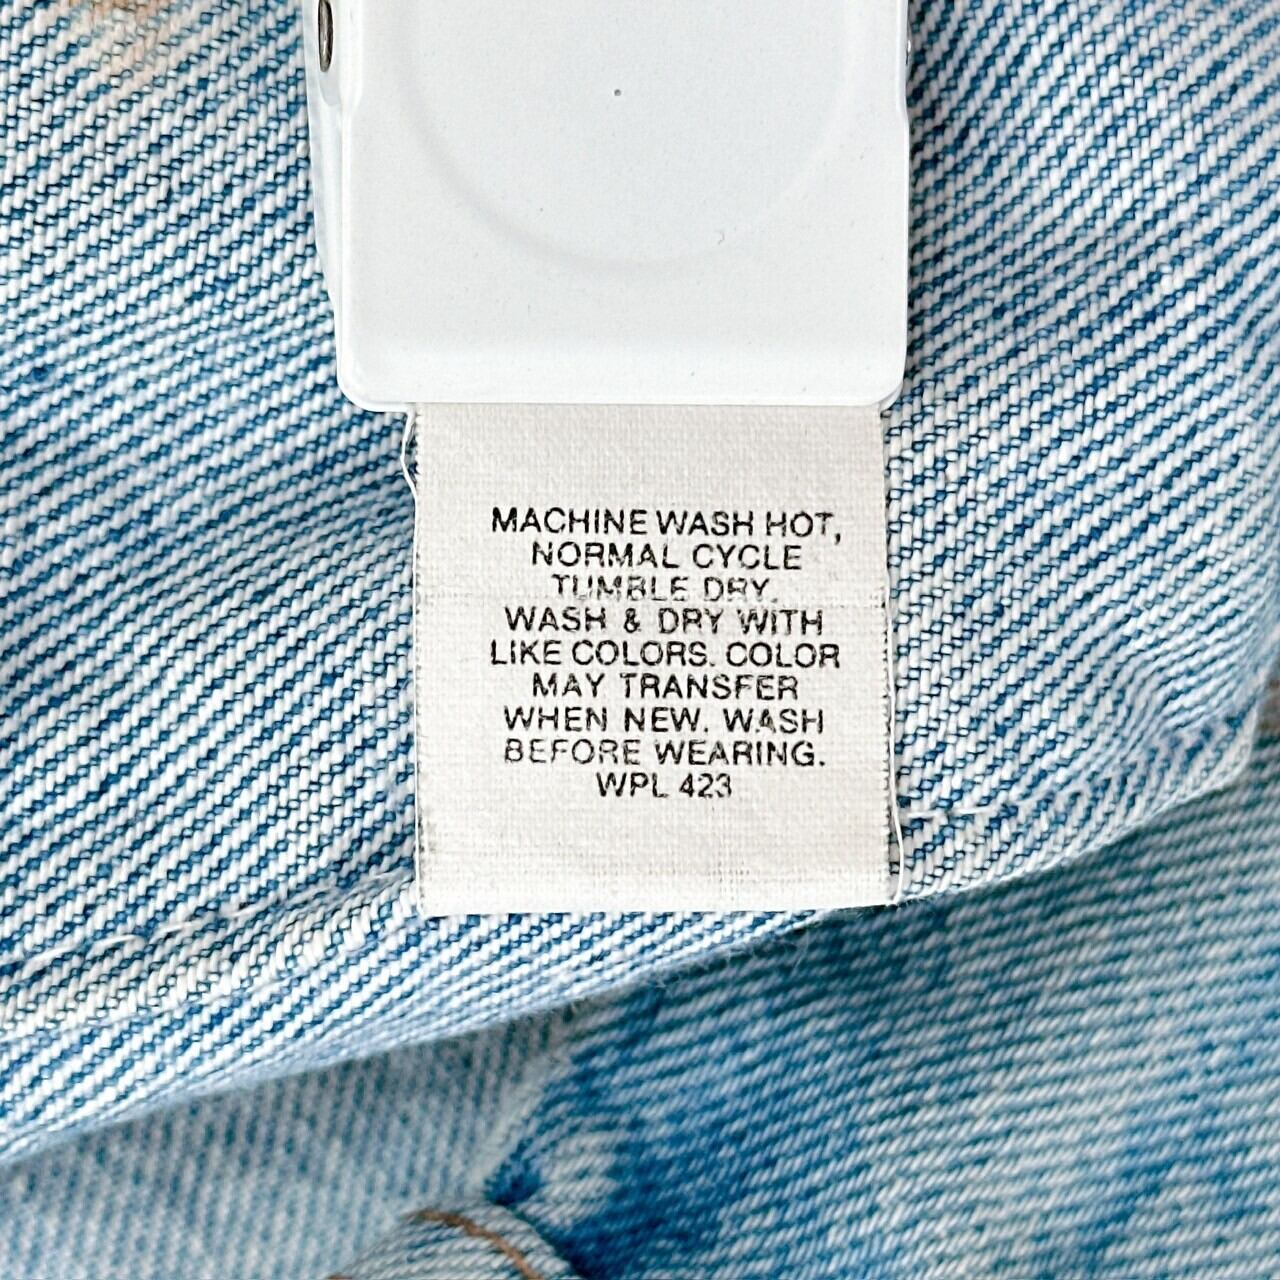 MACHINE WASH HOT,
NORMAL CYCLE
TUMBLE DRY.
WASH & DRY WITH
LIKE COLORS. COLOR
MAY TRANSFER
WHEN NEW. WASH
BEFORE WEARING.
WPL 423